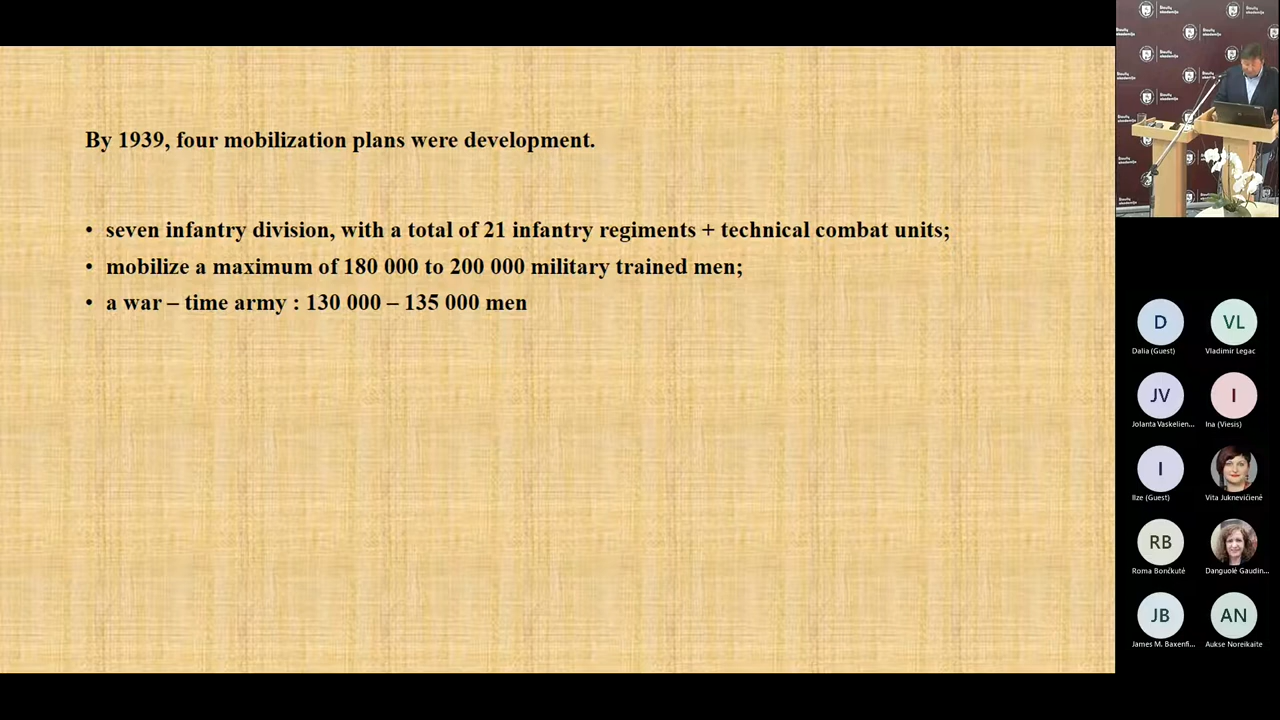 By 1939, four mobilization plans were development.
• seven infantry division, with a total of 21 infantry regiments + technical combat units;
• mobilize a maximum of 180 000 to 200 000 military trained men;
• a war – time army : 130 000 – 135 000 men
Šiaulių
akademija
D
Dalia (Guest)
VL
Vladimir Legac
JV
Jolanta Vaskelien...
I
Ina (Viesis)
I
Ilze (Guest)
Vita Juknevičienė
RB
Roma Bončkutė
Danguolė Gaudin...
JB
James M. Baxenfi...
AN
Aukse Noreikaite